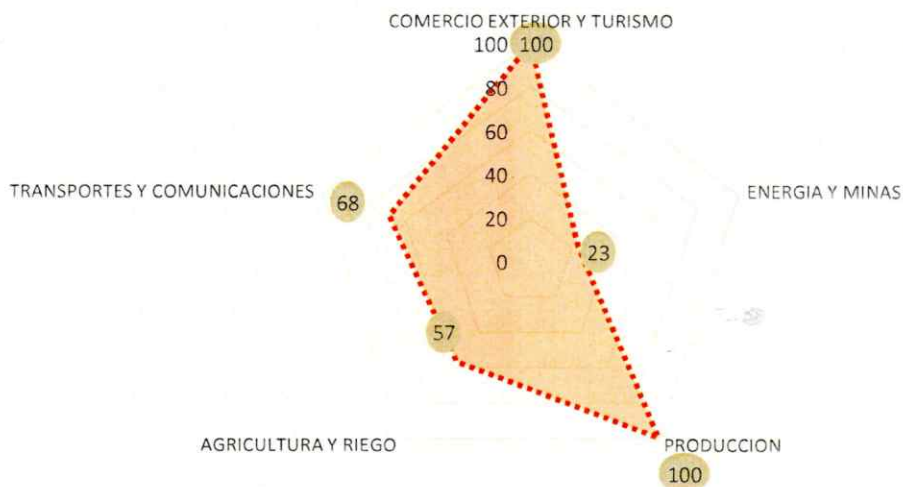 COMERCIO EXTERIOR Y TURISMO
100 100
80
60
TRANSPORTES Y COMUNICACIONES
68
ENERGIA Y MINAS
40
20
23
0
57
AGRICULTURA Y RIEGO
PRODUCCION
100